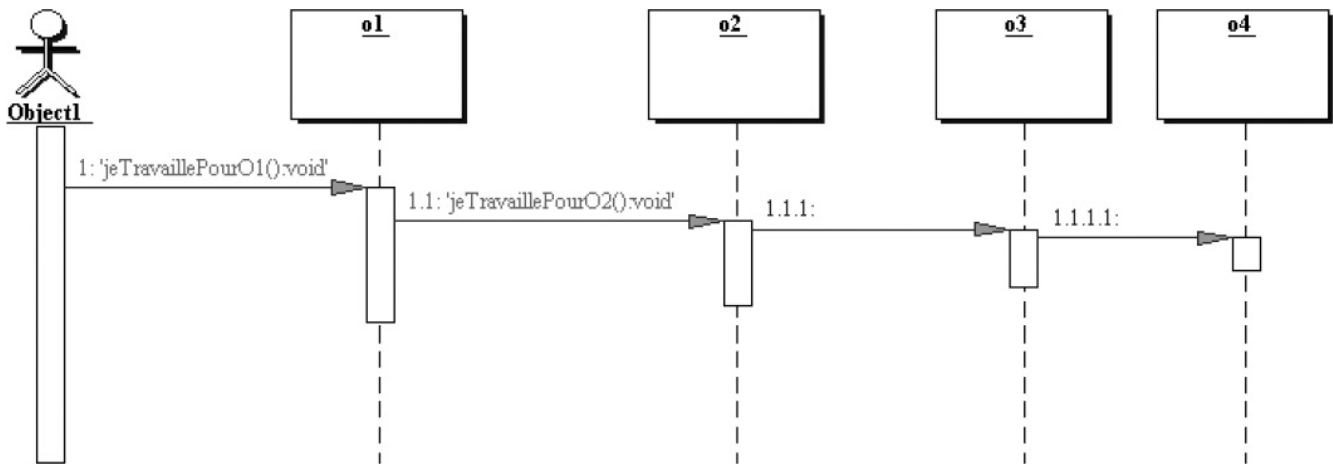 o1
o2
o3
o4
Object1
1: 'jeTravaillePourO1():void'
1.1: 'jeTravaillePourO2():void'
1.1.1:
1.1.1.1: